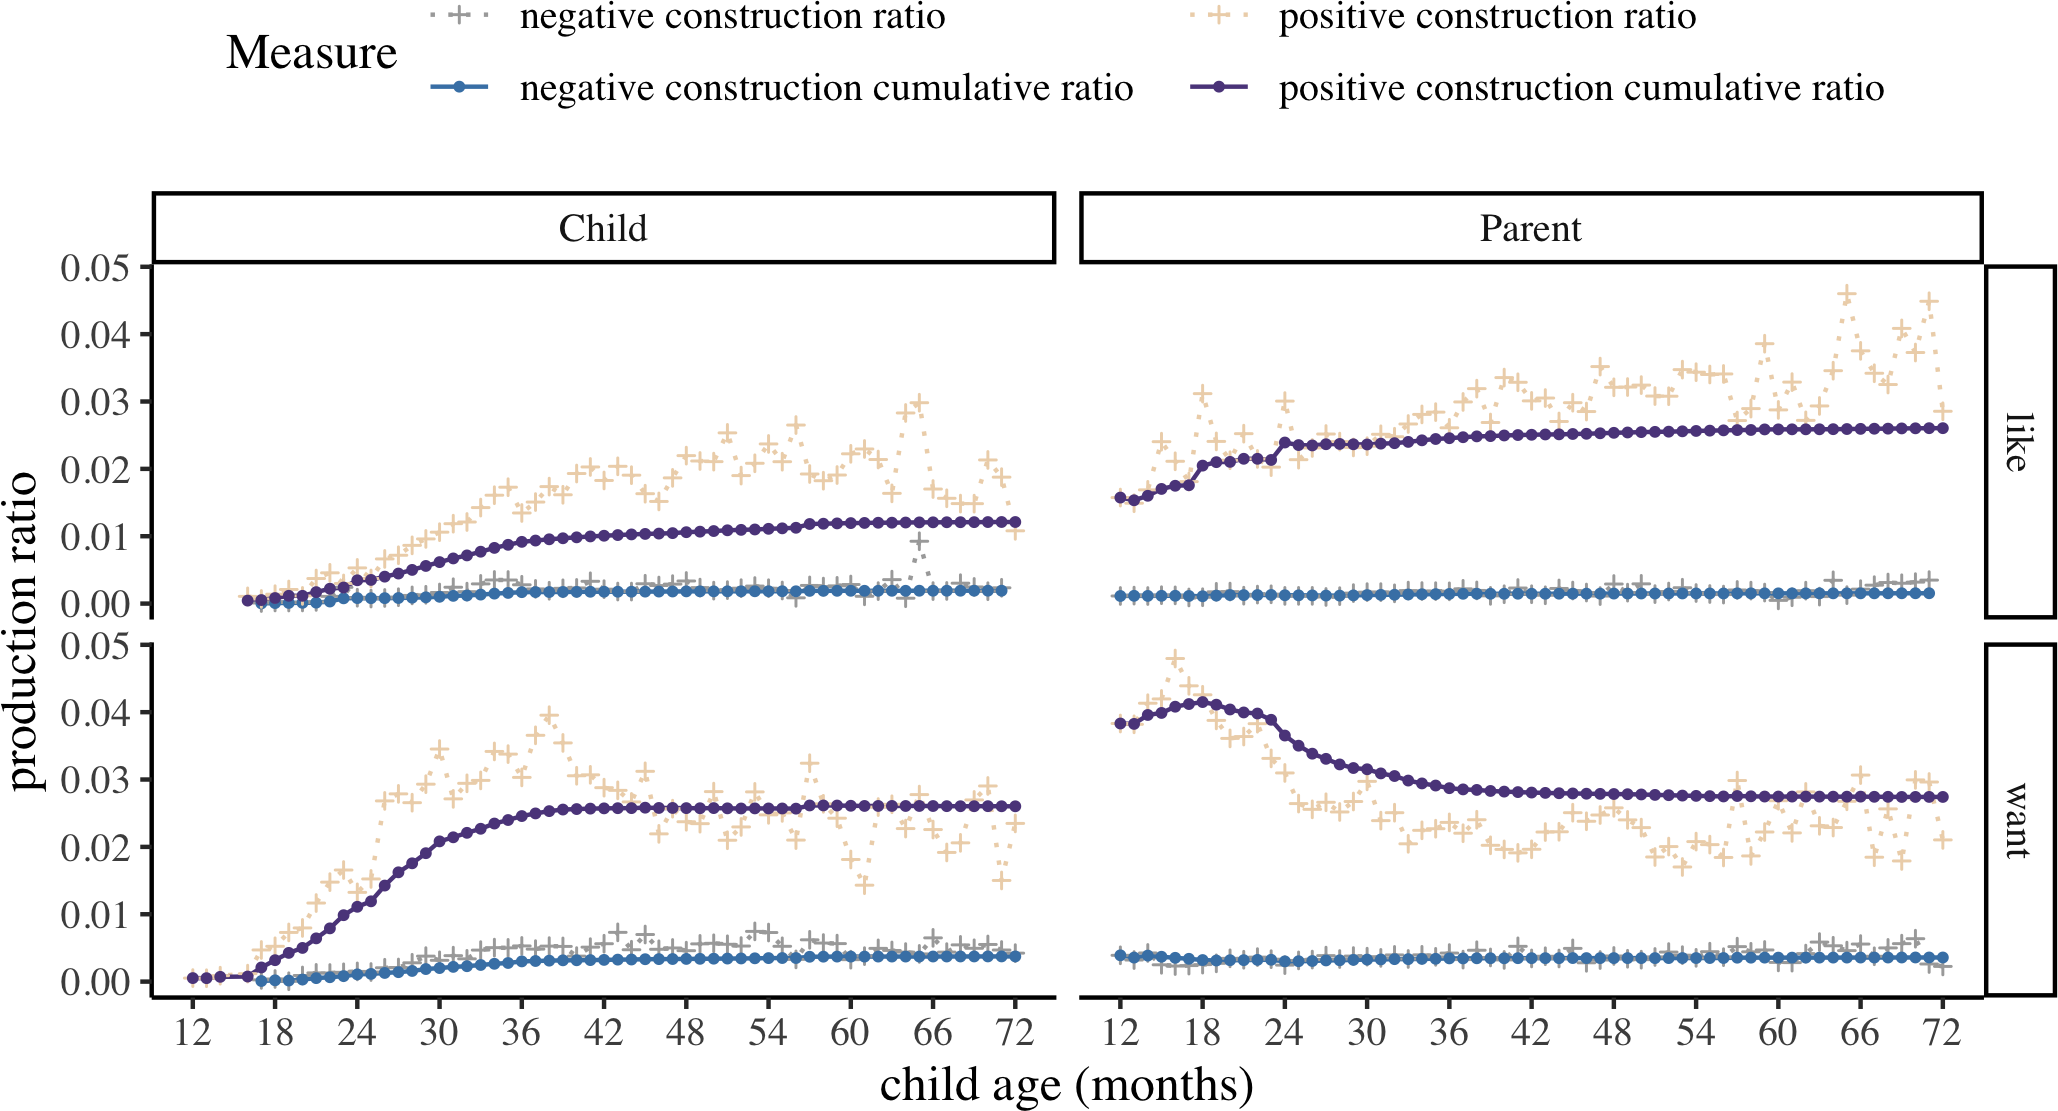 negative construction ratio
positive construction ratio
Measure
negative construction cumulative ratio
positive construction cumulative ratio
Child
Parent
0.05
0.04
0.03
0.02
0.01
0.00
like
0.05
0.04
0.03
0.02
0.01
0.00
want
production ratio
12 18 24 30 36 42 48 54 60 66 72
12 18 24 30 36 42 48 54 60 66 72
child age (months)